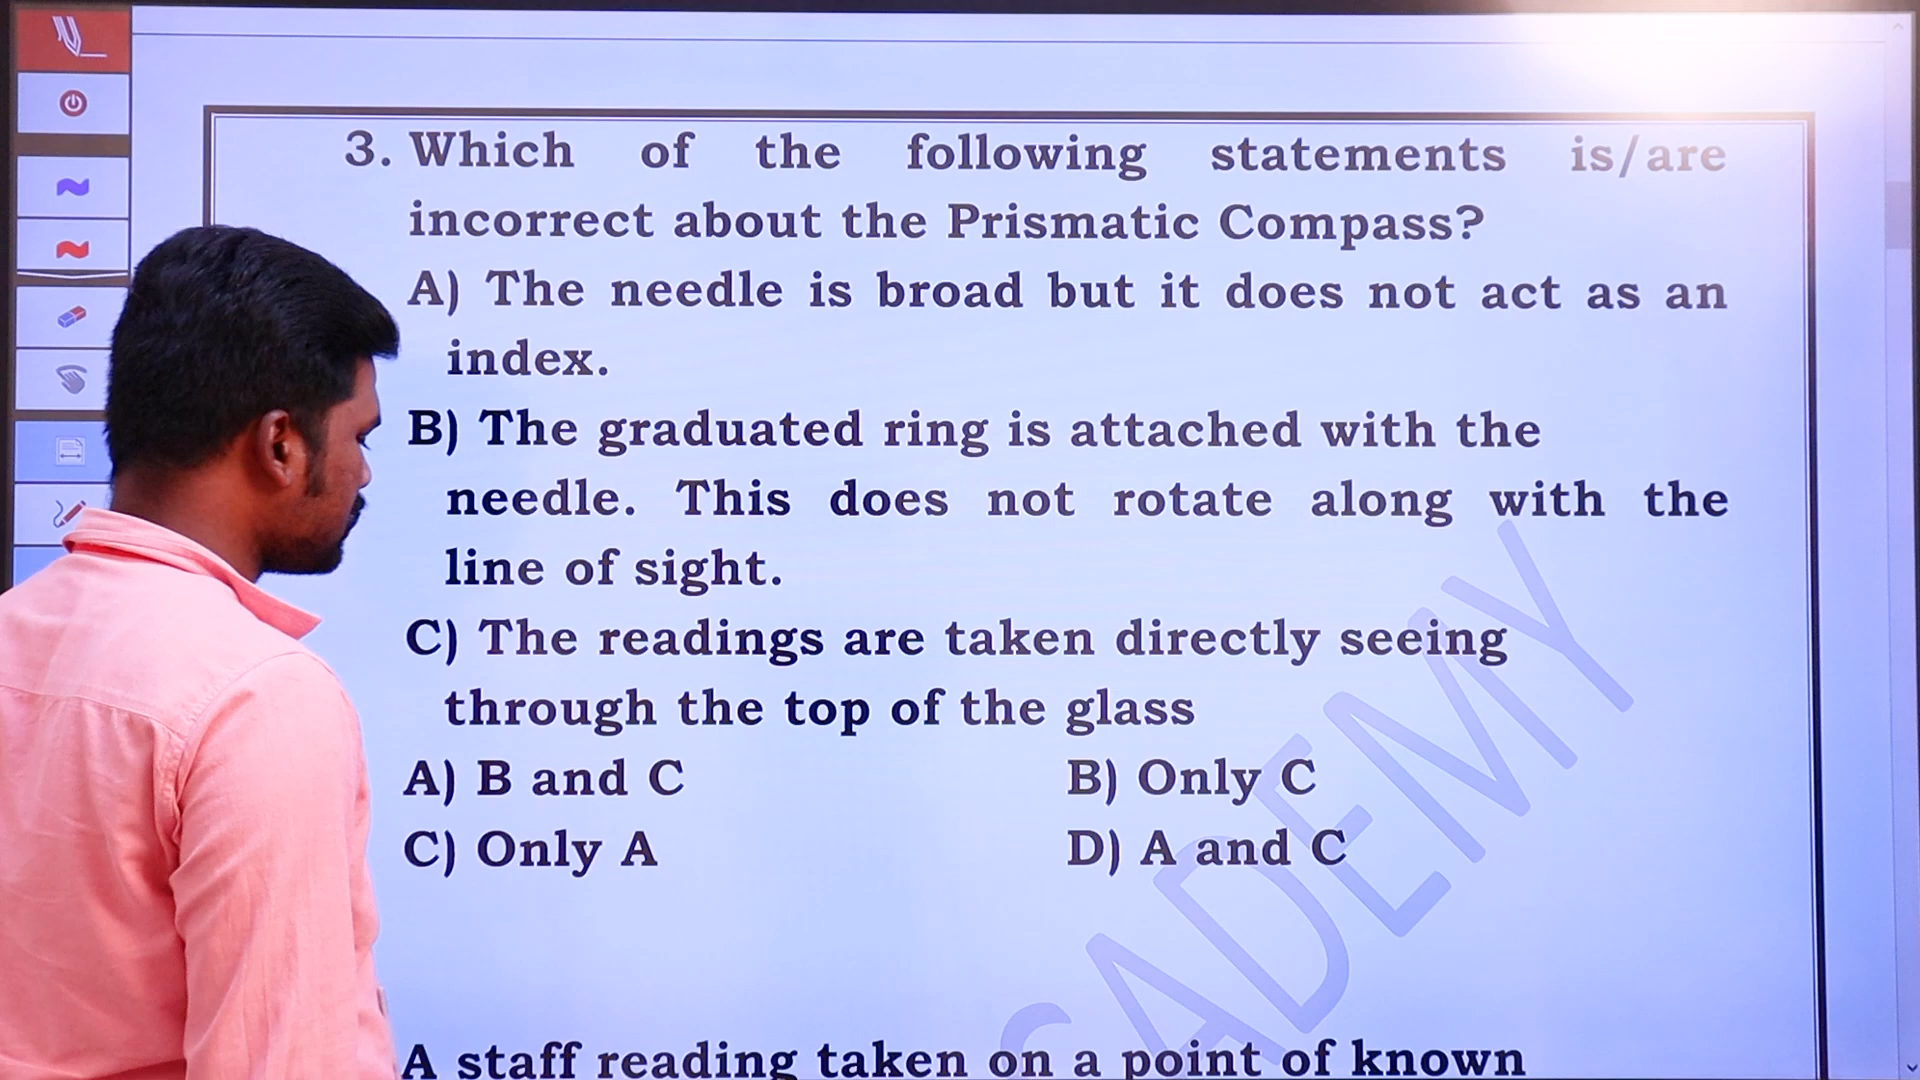 3. Which of the following statements is/are
incorrect about the Prismatic Compass?
A) The needle is broad but it does not act as an
index.
B) The graduated ring is attached with the
needle. This does not rotate along with the
line of sight.
C) The readings are taken directly seeing
through the top of the glass
A) B and C B) Only C
C) Only A D) A and C
CADEMY
A staff reading taken on a point of known